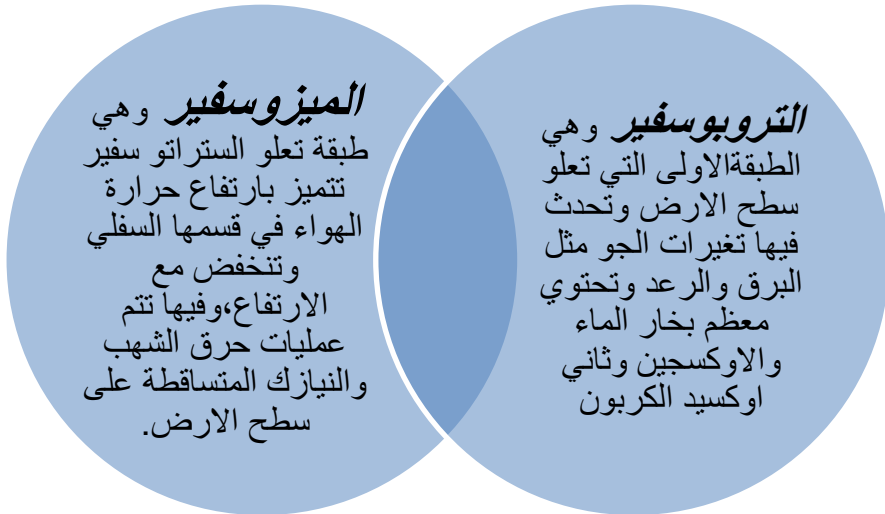 التروبوسفير وهي
الطبقةالاولى التي تعلو
سطح الارض وتحدث
فيها تغيرات الجو مثل
البرق والرعد وتحتوي
معظم بخار الماء
والاوكسجين وثاني
اوكسيد الكربون
الميزوسفير وهي
طبقة تعلو الستراتو سفير
تتميز بارتفاع حرارة
الهواء في قسمها السفلي
وتنخفض مع
الارتفاع،وفيها تتم
عمليات حرق الشهب
والنيازك المتساقطة على
سطح الارض.